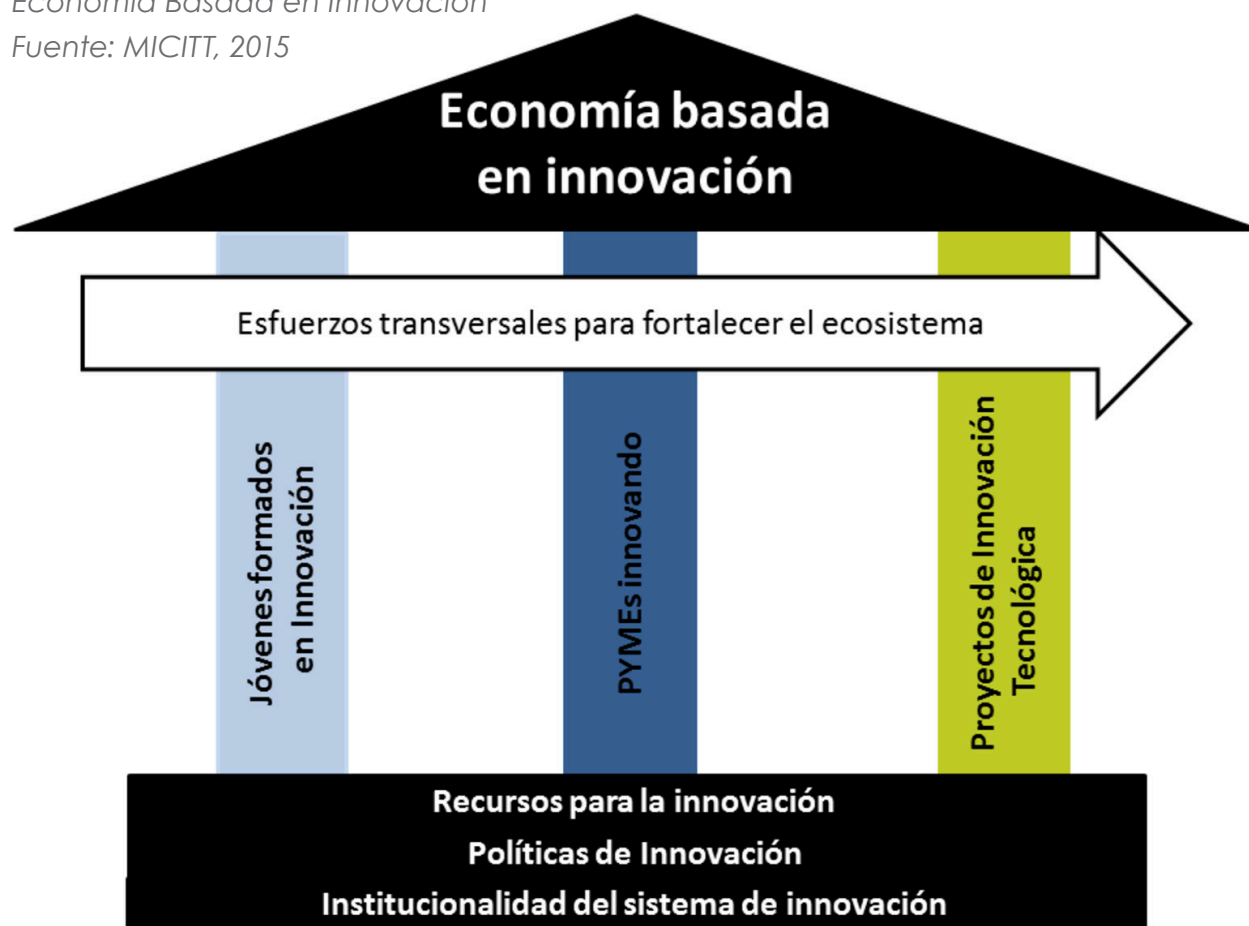 Economía Basada en Innovación
Fuente: MICITT, 2015
Economía basada
en innovación
Esfuerzos transversales para fortalecer el ecosistema
Jóvenes formados
en Innovación
PYMEs innovando
Proyectos de Innovación
Tecnológica
Recursos para la innovación
Políticas de Innovación
Institucionalidad del sistema de innovación